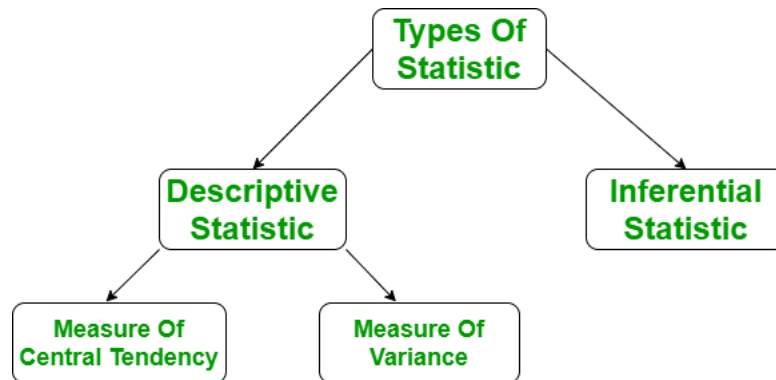 Types Of
Statistic
Descriptive
Statistic
Inferential
Statistic
Measure Of
Central Tendency
Measure Of
Variance